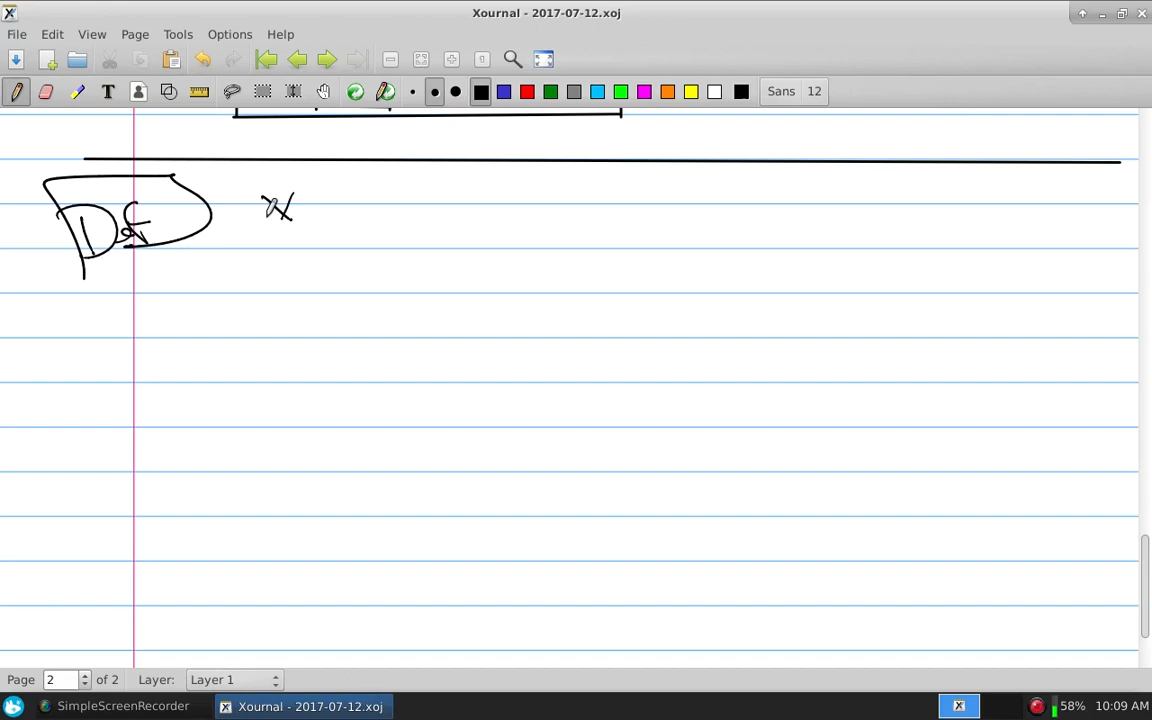 Xournal - 2017-07-12.xoj
File Edit View Page Tools Options Help
Sans 12
Def x
Page 2 of 2 Layer: Layer 1
SimpleScreenRecorder Xournal - 2017-07-12.xoj 58% 10:09 AM